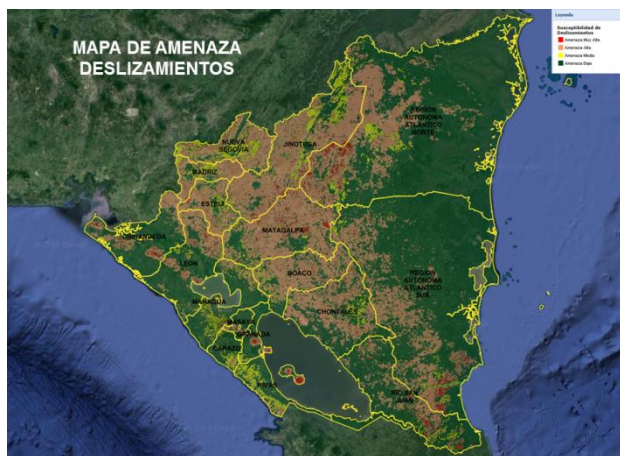 MAPA DE AMENAZA
DESLIZAMIENTOS
Leyenda
Susceptibilidad de
Deslizamientos
Amenaza Muy Alta
Amenaza Alta
Amenaza Media
Amenaza Baja
REGION
AUTONOMA
ATLANTICO
NORTE
NUEVA
SEGOVIA
JINOTEGA
MADRIZ
ESTELI
CHINANDEGA
MATAGALPA
LEON
BOACO
REGION
AUTONOMA
ATLANTICO
SUR
MANAGUA
CHONTALES
MASAYA
GRANADA
CARAZO
RIVAS
RIO SAN
JUAN